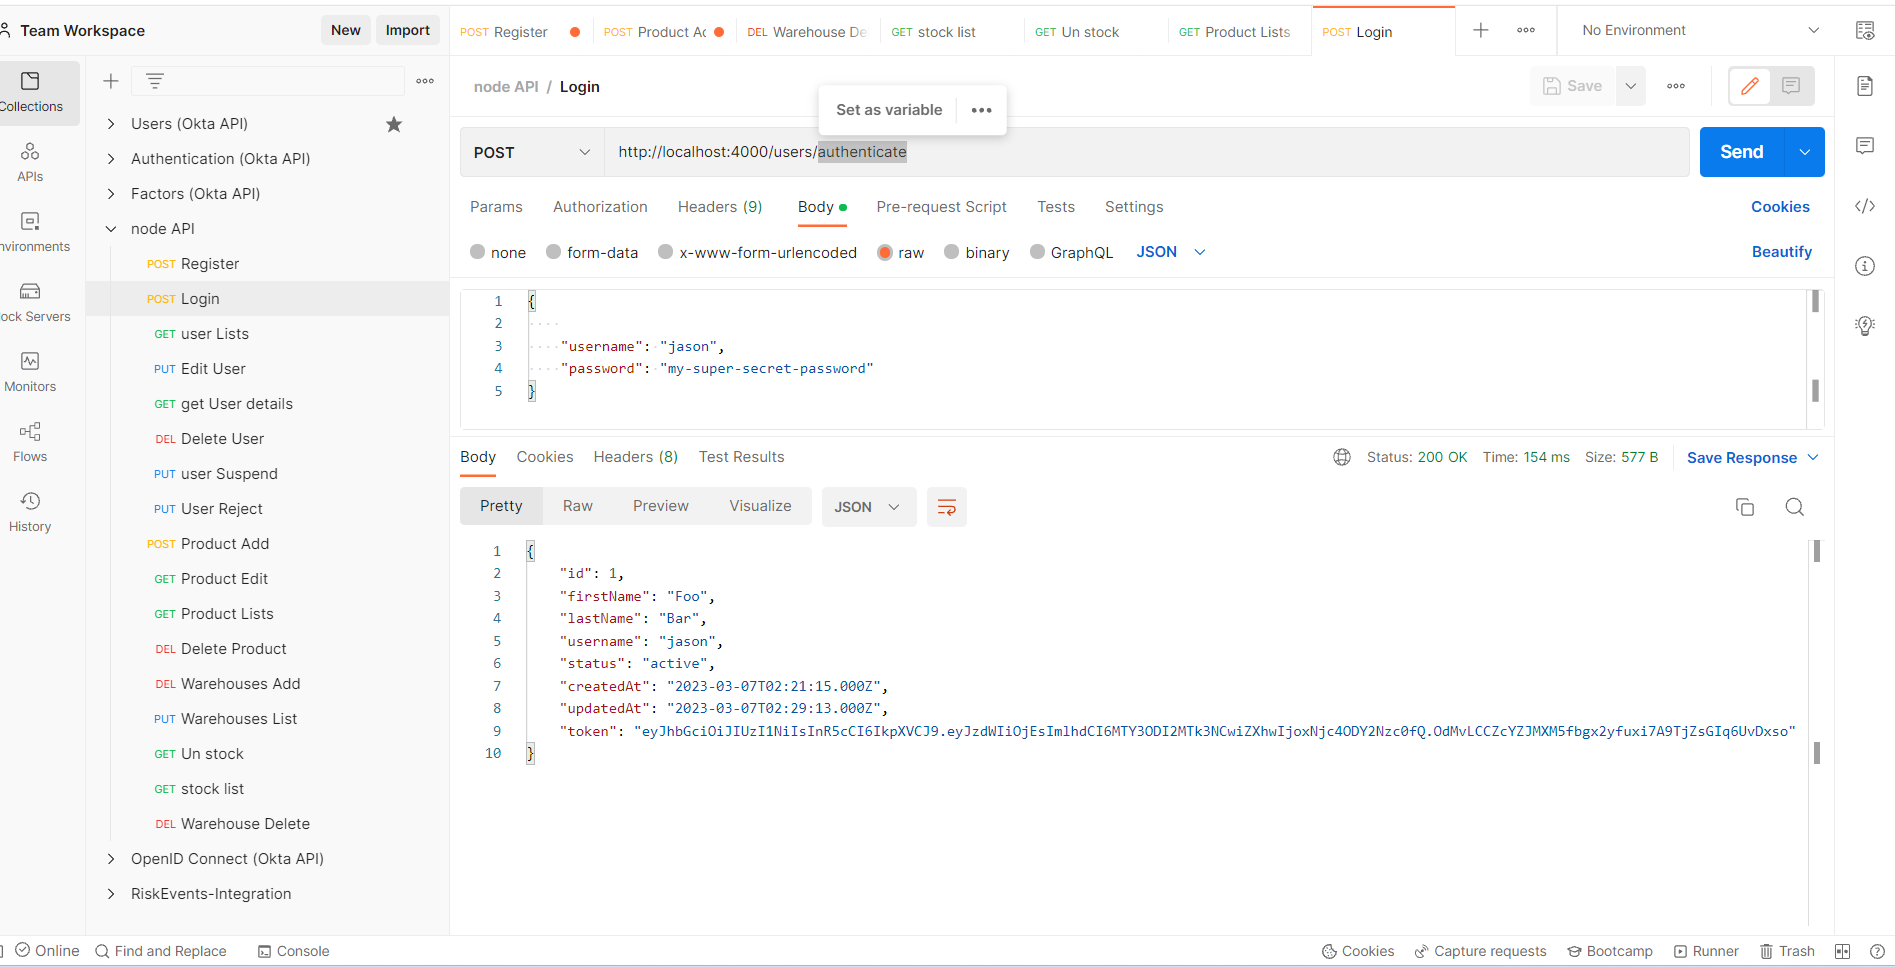 Team Workspace
New
Import
POST Register
POST Product Ac
DEL Warehouse De
GET stock list
GET Un stock
GET Product Lists
POST Login
No Environment
Collections
APIs
nvironments
ock Servers
Monitors
Flows
History
Users (Okta API)
Authentication (Okta API)
Factors (Okta API)
node API
POST Register
POST Login
GET user Lists
PUT Edit User
GET get User details
DEL Delete User
PUT user Suspend
PUT User Reject
POST Product Add
GET Product Edit
GET Product Lists
DEL Delete Product
DEL Warehouses Add
PUT Warehouses List
GET Un stock
GET stock list
DEL Warehouse Delete
OpenID Connect (Okta API)
RiskEvents-Integration
node API / Login
Set as variable
Save
POST
http://localhost:4000/users/authenticate
Send
Params
Authorization
Headers (9)
Body
Pre-request Script
Tests
Settings
Cookies
none
form-data
x-www-form-urlencoded
raw
binary
GraphQL
JSON
Beautify
1 {
2
3 "username": "jason",
4 "password": "my-super-secret-password"
5 }
Body
Cookies
Headers (8)
Test Results
Status: 200 OK
Time: 154 ms
Size: 577 B
Save Response
Pretty
Raw
Preview
Visualize
JSON
1 {
2 "id": 1,
3 "firstName": "Foo",
4 "lastName": "Bar",
5 "username": "jason",
6 "status": "active",
7 "createdAt": "2023-03-07T02:21:15.000Z",
8 "updatedAt": "2023-03-07T02:29:13.000Z",
9 "token": "eyJhbGciOiJIUzI1NiIsInR5cCI6IkpXVCJ9.eyJzdWIiOjEsImlhdCI6MTY3ODI2MTk3NCwiZXhwIjoxNjc4ODY2Nzc0fQ.OdMvLCCZcYZJMXM5fbgx2yfuxi7A9TjZsGIq6UvDxso"
10 }
Online
Find and Replace
Console
Cookies
Capture requests
Bootcamp
Runner
Trash